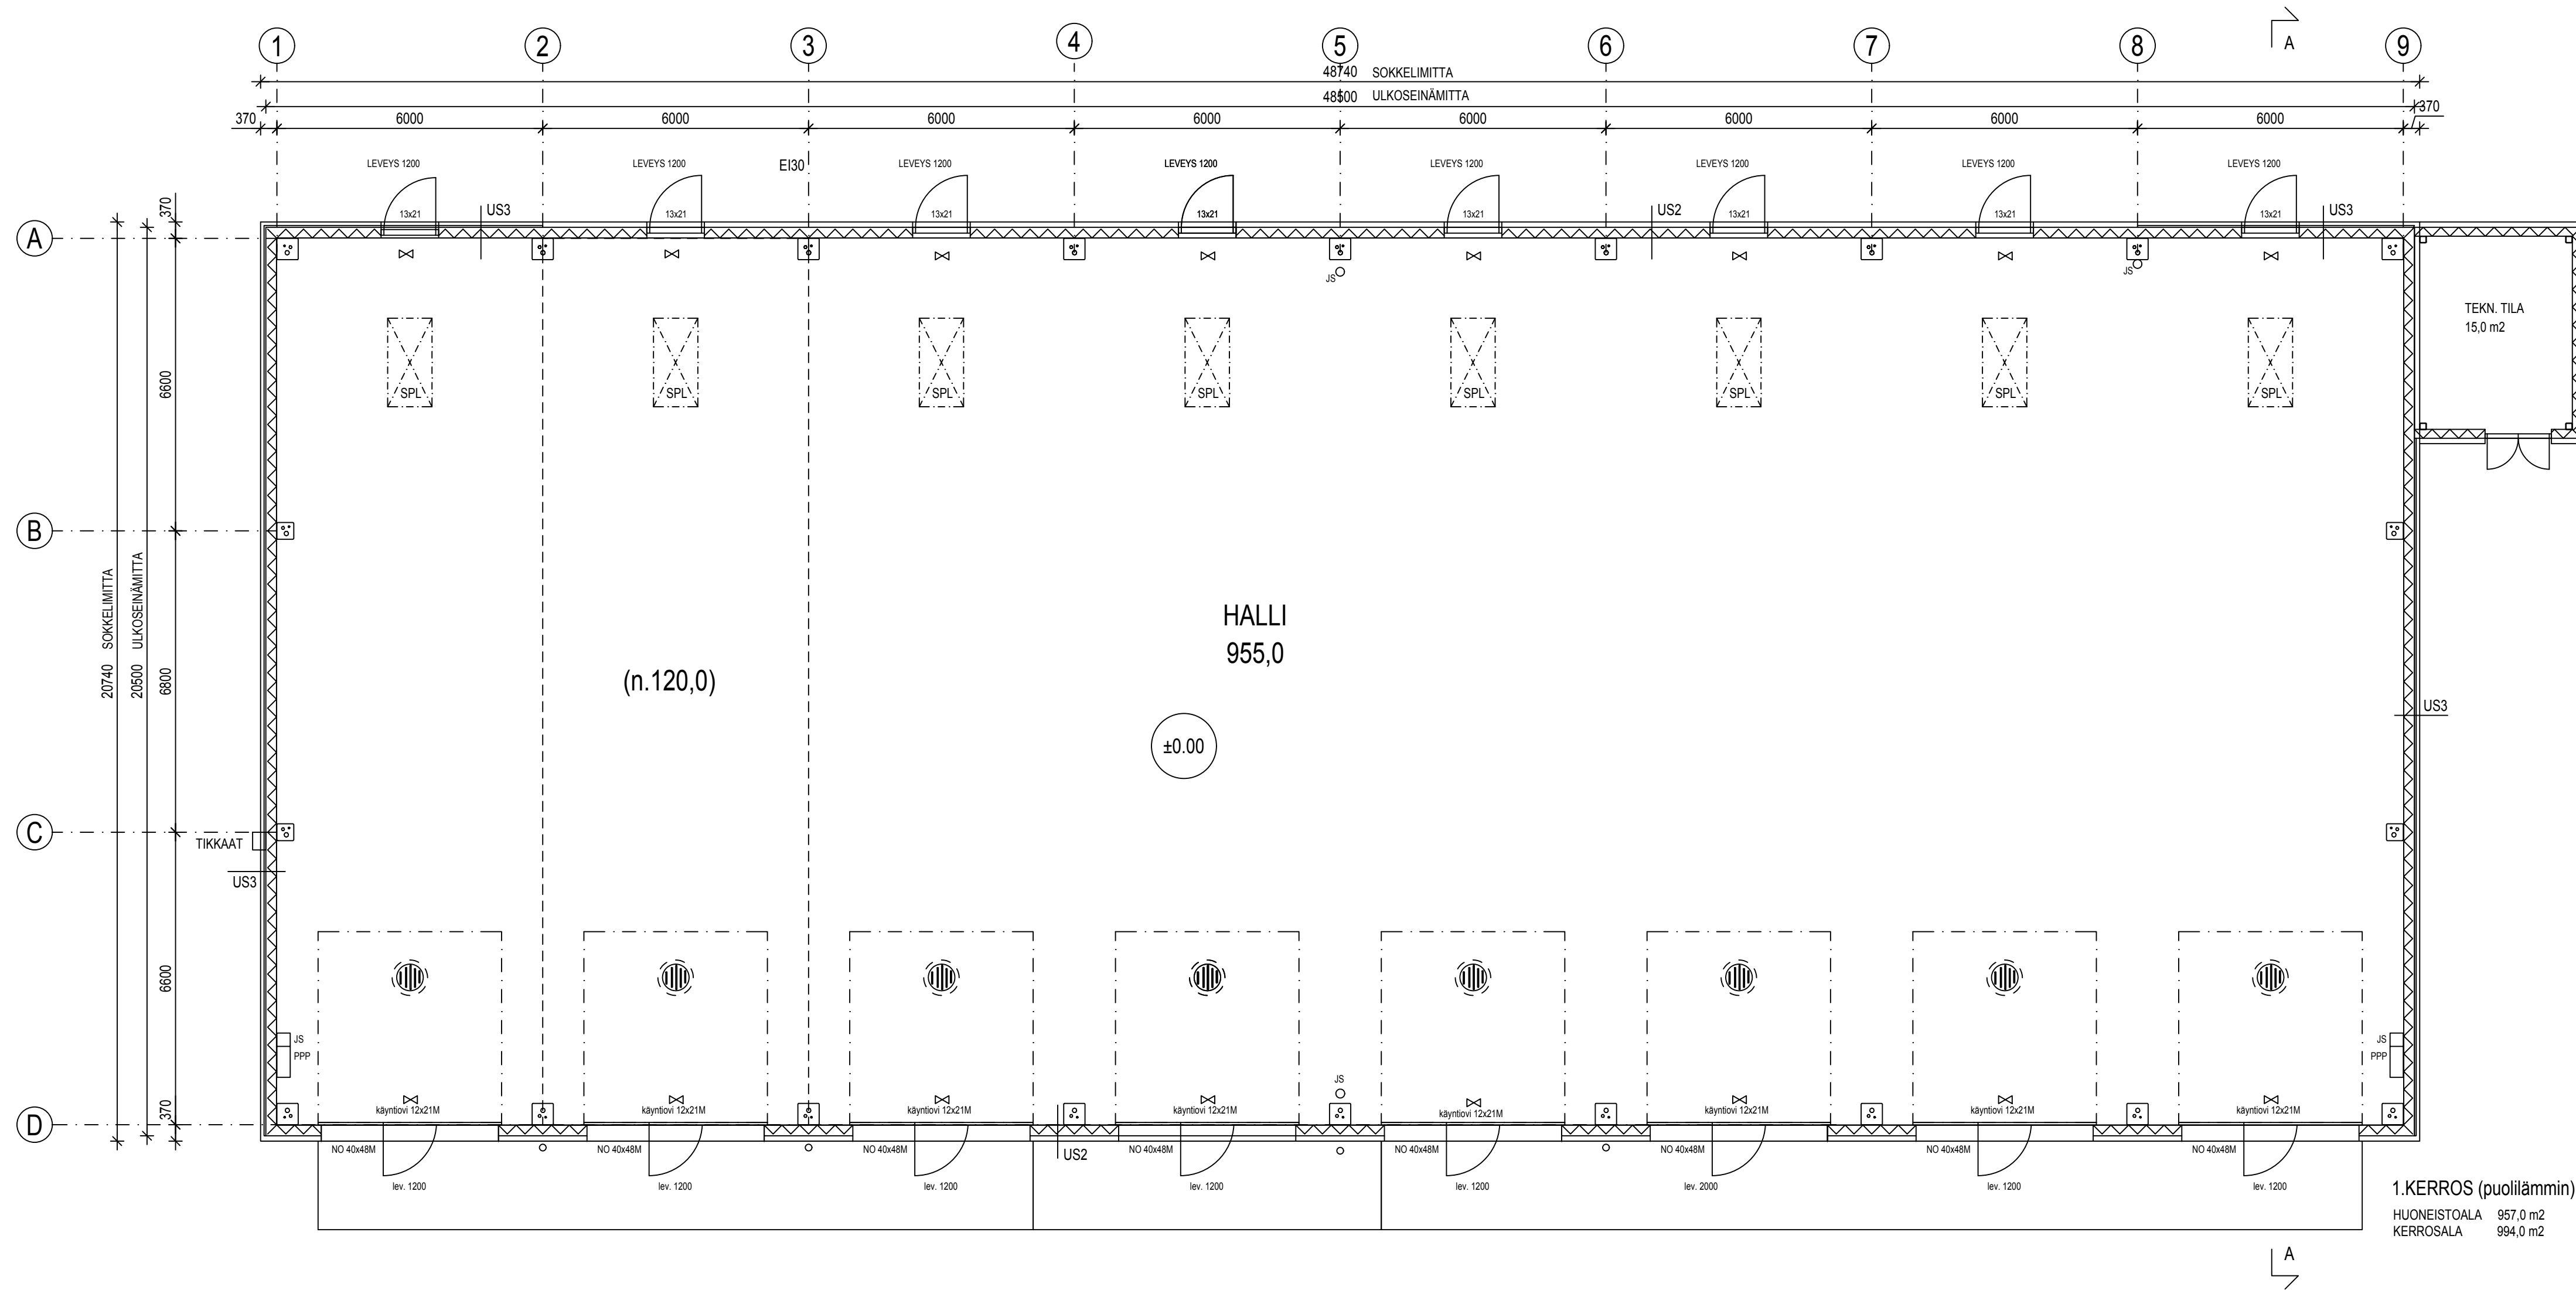 1 2 3 4 5 6 7 8 9
A
48740 SOKKELIMITTA
48500 ULKOSEINÄMITTA
370 6000 6000 6000 6000 6000 6000 6000 6000 370
LEVEYS 1200 LEVEYS 1200 EI30 LEVEYS 1200 LEVEYS 1200 LEVEYS 1200 LEVEYS 1200 LEVEYS 1200 LEVEYS 1200
370
13x21 US3 13x21 13x21 13x21 13x21 US2 13x21 13x21 13x21 US3
A
JS JS
TEKN. TILA
15,0 m2
6600
SPL SPL SPL SPL SPL SPL SPL SPL
B
HALLI
955,0
20740 SOKKELIMITTA
20500 ULKOSEINÄMITTA
6800
(n.120,0)
US3
±0.00
C
TIKKAAT
US3
6600
JS JS
PPP PPP
JS
370
käyntiovi 12x21M käyntiovi 12x21M käyntiovi 12x21M käyntiovi 12x21M käyntiovi 12x21M käyntiovi 12x21M käyntiovi 12x21M käyntiovi 12x21M
D
NO 40x48M NO 40x48M NO 40x48M US2 NO 40x48M NO 40x48M NO 40x48M NO 40x48M NO 40x48M
lev. 1200 lev. 1200 lev. 1200 lev. 1200 lev. 1200 lev. 2000 lev. 1200 lev. 1200
1.KERROS (puolilämmin)
HUONEISTOALA 957,0 m2
KERROSALA 994,0 m2
A